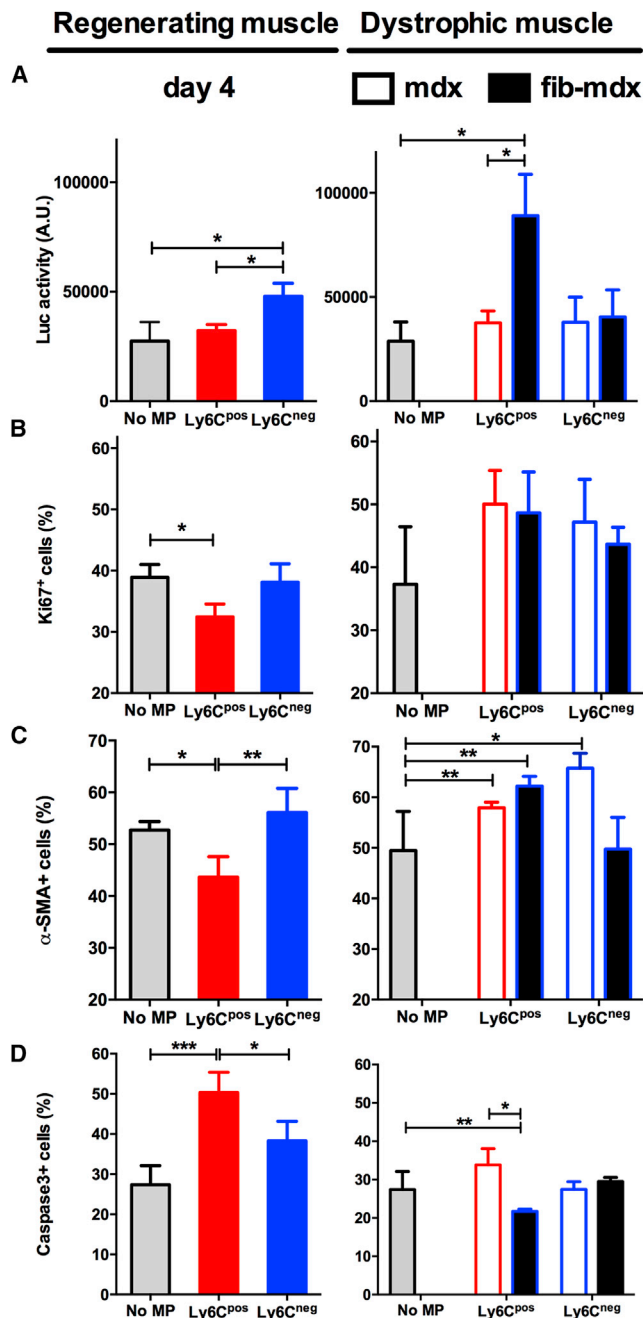 Regenerating muscle Dystrophic muscle
A
day 4
mdx fib-mdx
Luc activity (A.U.)
100000
50000
0
*
*
No MP Ly6Cpos Ly6Cneg
100000
50000
0
*
*
No MP Ly6Cpos Ly6Cneg
B
Ki67+ cells (%)
60
50
40
30
20
*
No MP Ly6Cpos Ly6Cneg
60
50
40
30
20
No MP Ly6Cpos Ly6Cneg
C
α-SMA+ cells (%)
70
60
50
40
30
20
* **
No MP Ly6Cpos Ly6Cneg
70
60
50
40
30
20
*
**
**
No MP Ly6Cpos Ly6Cneg
D
Caspase3+ cells (%)
60
50
40
30
20
10
0
*** *
No MP Ly6Cpos Ly6Cneg
60
50
40
30
20
10
0
*
**
No MP Ly6Cpos Ly6Cneg